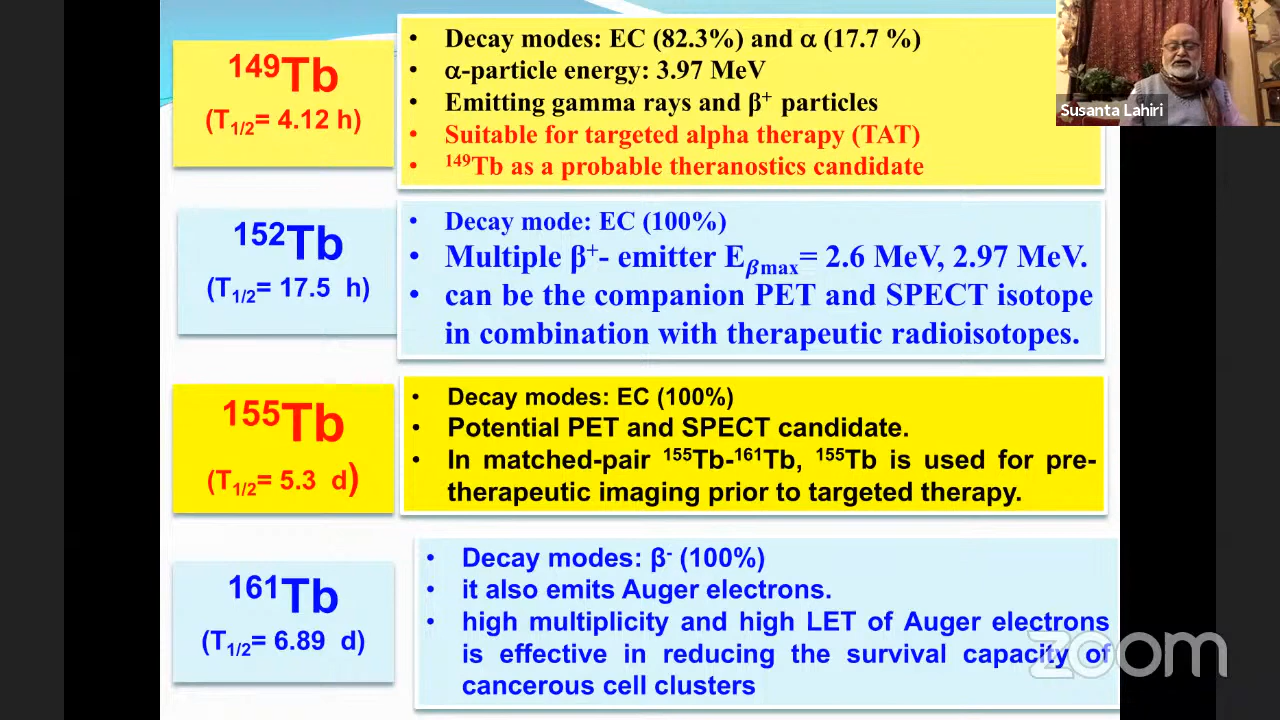 149Tb
(T1/2= 4.12 h)
• Decay modes: EC (82.3%) and α (17.7 %)
• α-particle energy: 3.97 MeV
• Emitting gamma rays and β+ particles
• Suitable for targeted alpha therapy (TAT)
• 149Tb as a probable theranostics candidate
Susanta Lahiri
152Tb
(T1/2= 17.5 h)
• Decay mode: EC (100%)
• Multiple β+- emitter Eβmax= 2.6 MeV, 2.97 MeV.
• can be the companion PET and SPECT isotope
in combination with therapeutic radioisotopes.
155Tb
(T1/2= 5.3 d)
• Decay modes: EC (100%)
• Potential PET and SPECT candidate.
• In matched-pair 155Tb-161Tb, 155Tb is used for pre-
therapeutic imaging prior to targeted therapy.
161Tb
(T1/2= 6.89 d)
• Decay modes: β- (100%)
• it also emits Auger electrons.
• high multiplicity and high LET of Auger electrons
is effective in reducing the survival capacity of
cancerous cell clusters
zoom